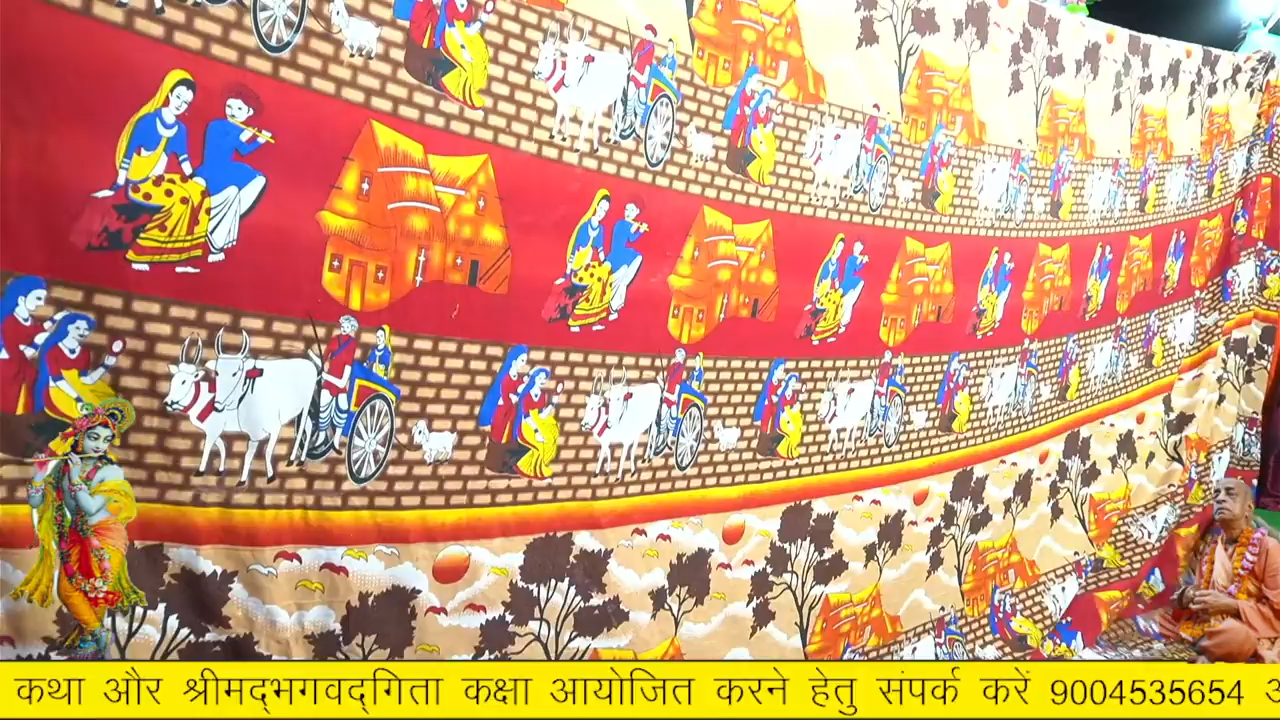 कथा और श्रीमद्भगवद्गिता कक्षा आयोजित करने हेतु संपर्क करें 9004535654